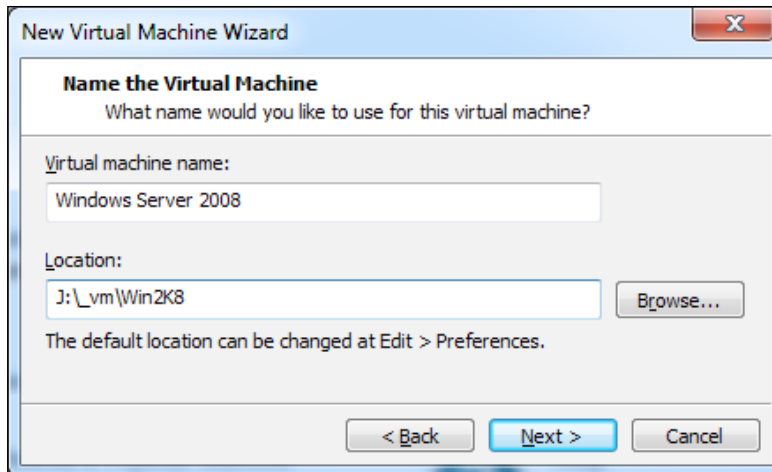 New Virtual Machine Wizard
Name the Virtual Machine
What name would you like to use for this virtual machine?
Virtual machine name:
Windows Server 2008
Location:
J:\_vm\Win2K8
Browse...
The default location can be changed at Edit > Preferences.
< Back Next > Cancel